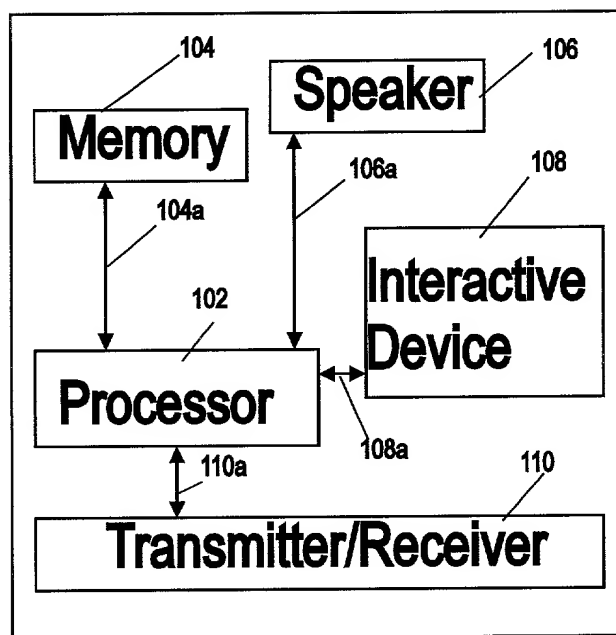 104
106
Speaker
Memory
106a
108
104a
Interactive
Device
102
Processor
108a
110a
110
Transmitter/Receiver